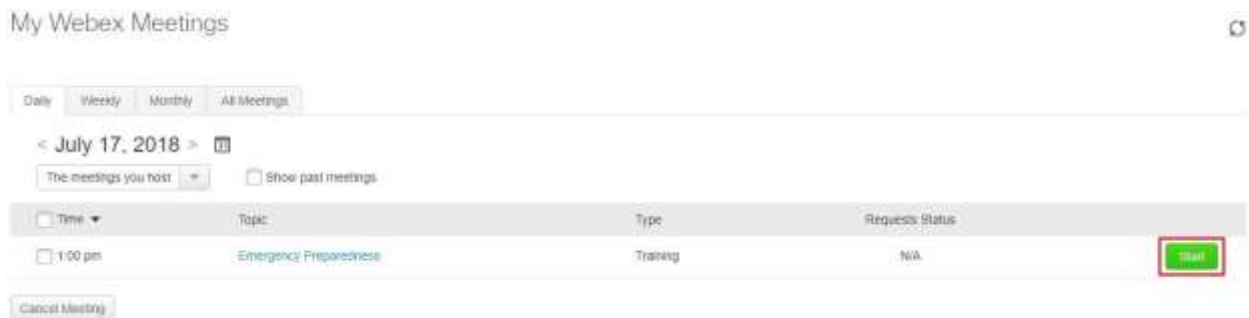 My Webex Meetings
Daily Weekly Monthly All Meetings
< July 17, 2018 >
The meetings you host Show past meetings
Time Topic Type Requests Status
1:00 pm Emergency Preparedness Training N/A Start
Cancel Meeting